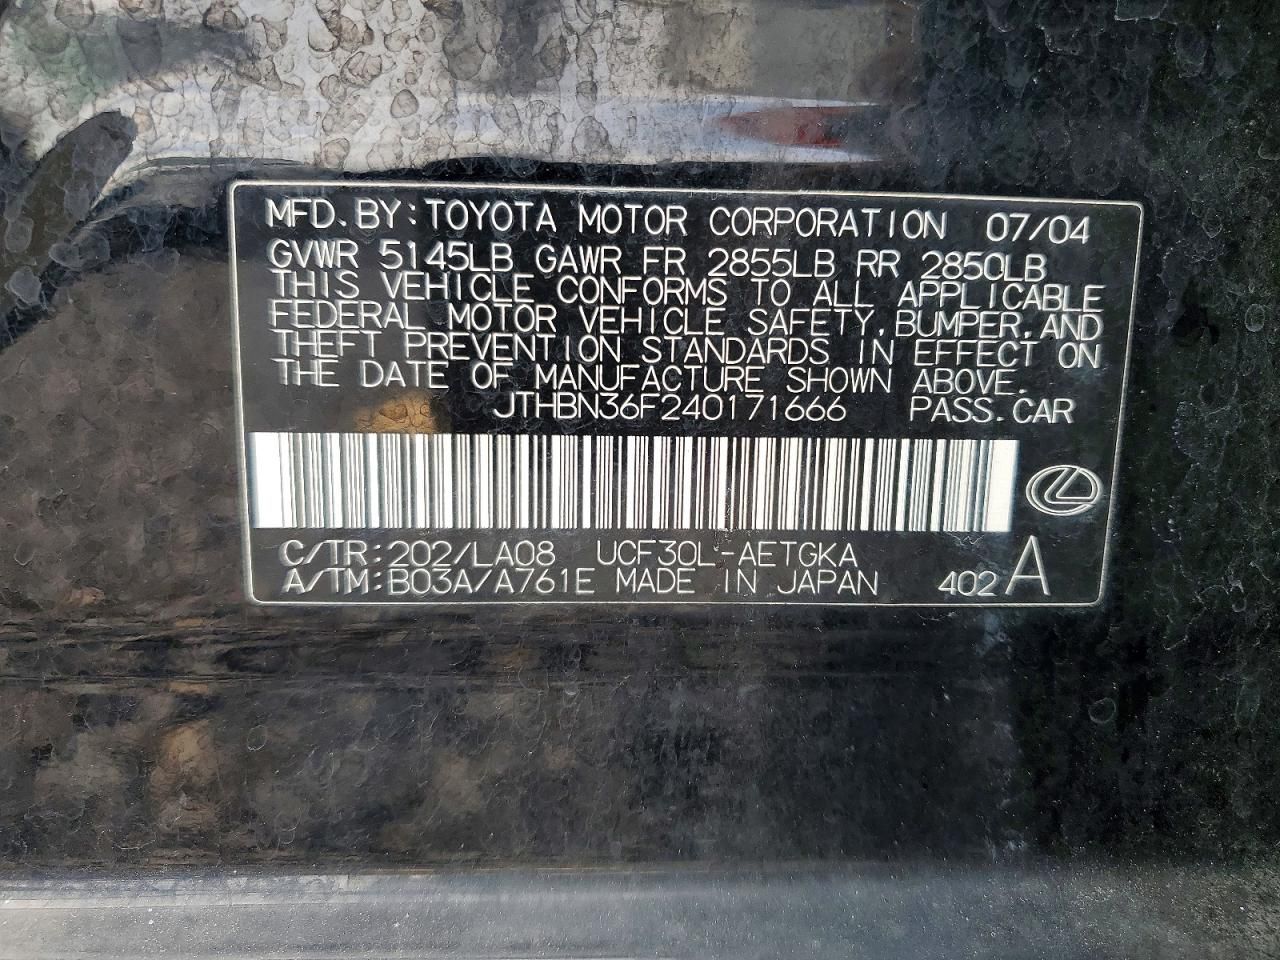 MFD.BY:TOYOTA MOTOR CORPORATION 07/04
GVWR 5145LB GAWR FR 2855LB RR 2850LB
THIS VEHICLE CONFORMS TO ALL APPLICABLE
FEDERAL MOTOR VEHICLE SAFETY,BUMPER,AND
THEFT PREVENTION STANDARDS IN EFFECT ON
THE DATE OF MANUFACTURE SHOWN ABOVE.
JTHBN36F240171666 PASS.CAR
C/TR:202/LA08 UCF30L-AETGKA
A/TM:B03A/A761E MADE IN JAPAN 402 A